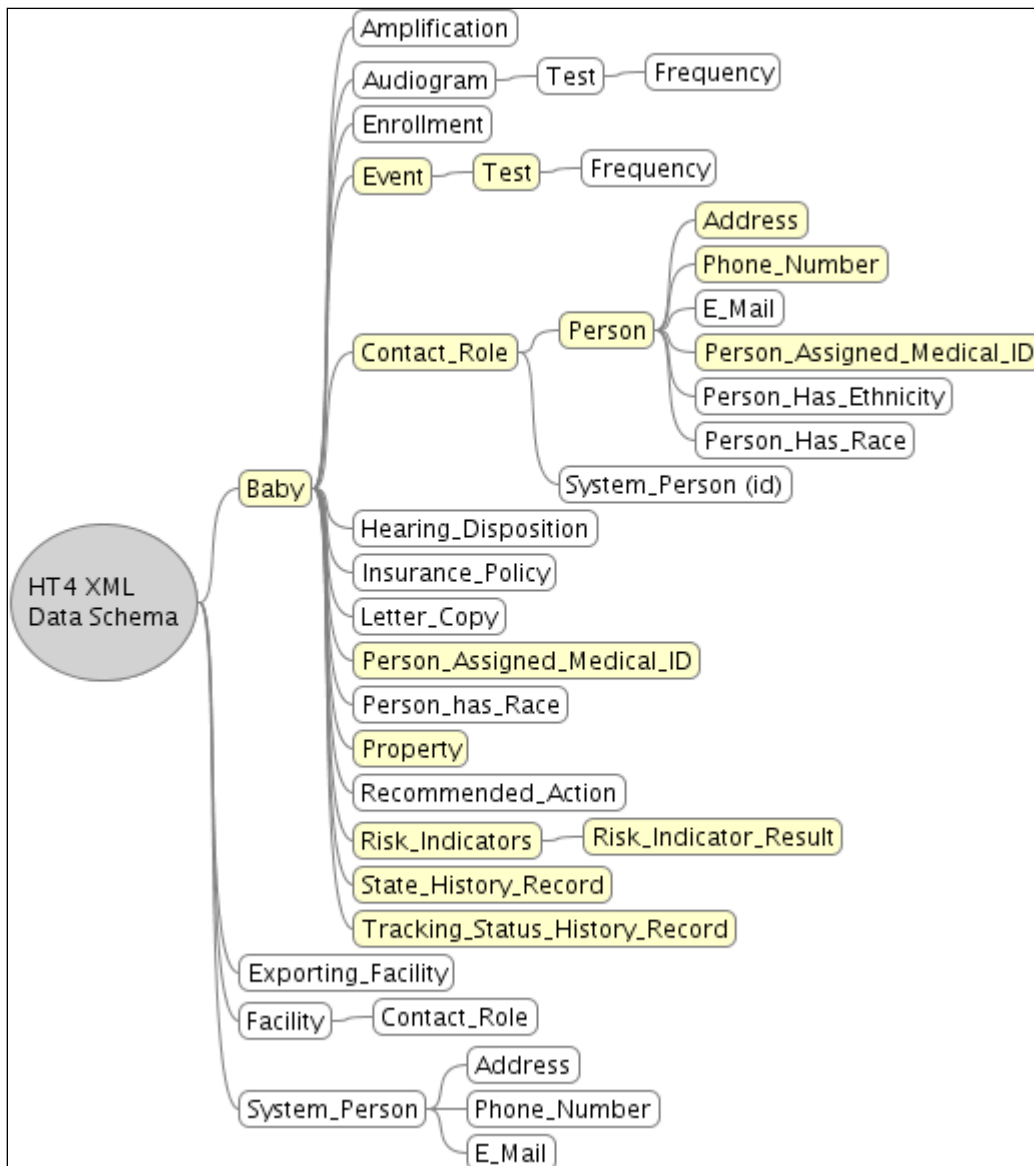 Amplification
Audiogram
Test
Frequency
Enrollment
Event
Test
Frequency
Address
Phone_Number
E_Mail
Person
Contact_Role
Person_Assigned_Medical_ID
Person_Has_Ethnicity
Person_Has_Race
System_Person (id)
Baby
Hearing_Disposition
Insurance_Policy
HT4 XML
Data Schema
Letter_Copy
Person_Assigned_Medical_ID
Person_has_Race
Property
Recommended_Action
Risk_Indicators
Risk_Indicator_Result
State_History_Record
Tracking_Status_History_Record
Exporting_Facility
Facility
Contact_Role
Address
System_Person
Phone_Number
E_Mail